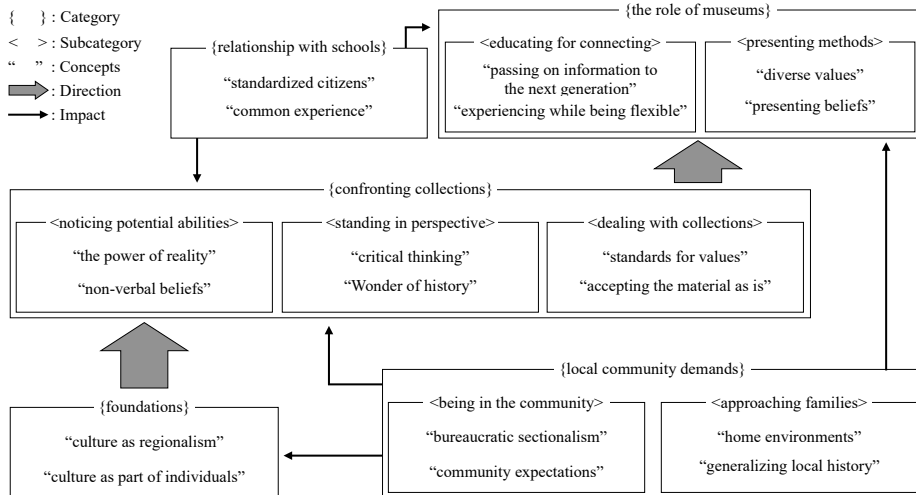 { } : Category
< > : Subcategory
“ ” : Concepts
: Direction
: Impact
{relationship with schools}
“standardized citizens”
“common experience”
{the role of museums}
<educating for connecting>
“passing on information to
the next generation”
“experiencing while being flexible”
<presenting methods>
“diverse values”
“presenting beliefs”
{confronting collections}
<noticing potential abilities>
“the power of reality”
“non-verbal beliefs”
<standing in perspective>
“critical thinking”
“Wonder of history”
<dealing with collections>
“standards for values”
“accepting the material as is”
{foundations}
“culture as regionalism”
“culture as part of individuals”
{local community demands}
<being in the community>
“bureaucratic sectionalism”
“community expectations”
<approaching families>
“home environments”
“generalizing local history”